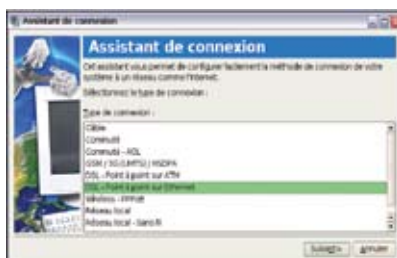 Assistant de connexion
Assistant de connexion
Cet assistant vous permet de configurer facilement la méthode de connexion de votre
système à un réseau comme l'Internet.
Sélectionnez le type de connexion :
Type de connexion :
Câble
Commuté
Commuté - AOL
GSM / 3G (UMTS) / HSDPA
DSL - Point à point sur ATM
DSL - Point à point sur Ethernet
Wireless - PPPoE
Réseau local
Réseau local - Sans fil
Suivant
Annuler